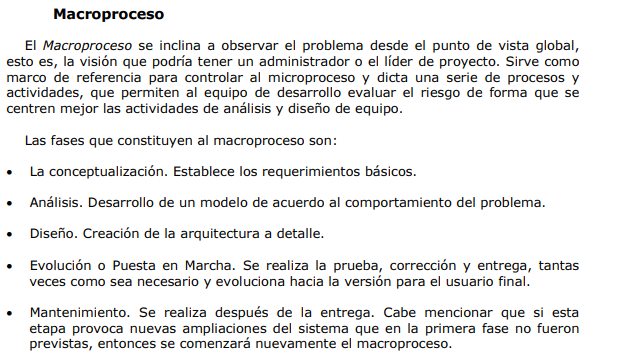 Macroproceso
El Macroproceso se inclina a observar el problema desde el punto de vista global,
esto es, la visión que podría tener un administrador o el líder de proyecto. Sirve como
marco de referencia para controlar al microproceso y dicta una serie de procesos y
actividades, que permiten al equipo de desarrollo evaluar el riesgo de forma que se
centren mejor las actividades de análisis y diseño de equipo.
Las fases que constituyen al macroproceso son:
• La conceptualización. Establece los requerimientos básicos.
• Análisis. Desarrollo de un modelo de acuerdo al comportamiento del problema.
• Diseño. Creación de la arquitectura a detalle.
• Evolución o Puesta en Marcha. Se realiza la prueba, corrección y entrega, tantas
veces como sea necesario y evoluciona hacia la versión para el usuario final.
• Mantenimiento. Se realiza después de la entrega. Cabe mencionar que si esta
etapa provoca nuevas ampliaciones del sistema que en la primera fase no fueron
previstas, entonces se comenzará nuevamente el macroproceso.